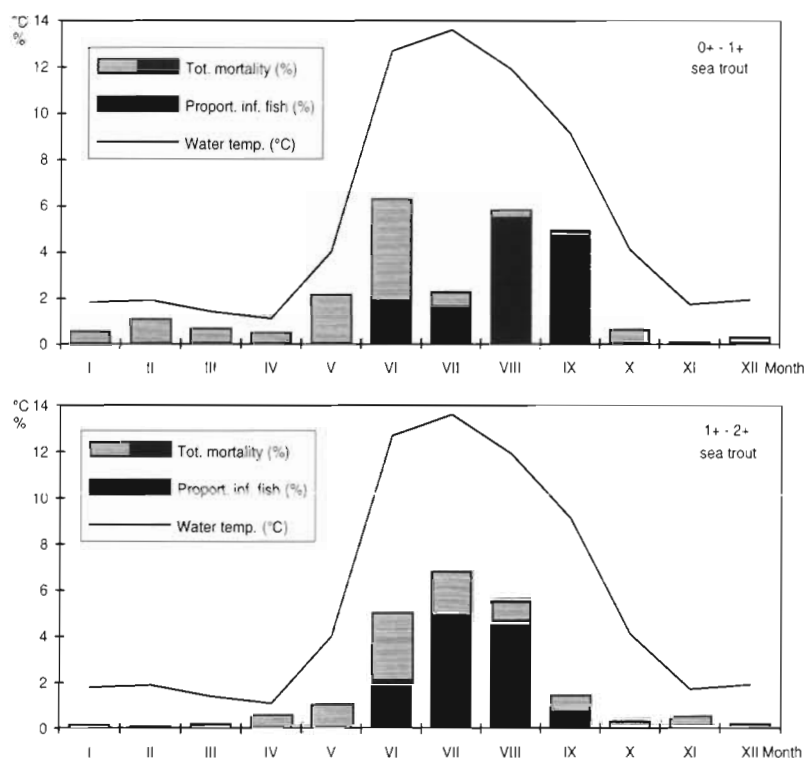 °C
%
14
12
10
8
6
4
2
0
Tot. mortality (%)
Proport. inf. fish (%)
Water temp. (°C)
0+ - 1+
sea trout
I II III IV V VI VII VIII IX X XI XII Month
°C
%
14
12
10
8
6
4
2
0
Tot. mortality (%)
Proport. inf. fish (%)
Water temp. (°C)
1+ - 2+
sea trout
I II III IV V VI VII VIII IX X XI XII Month